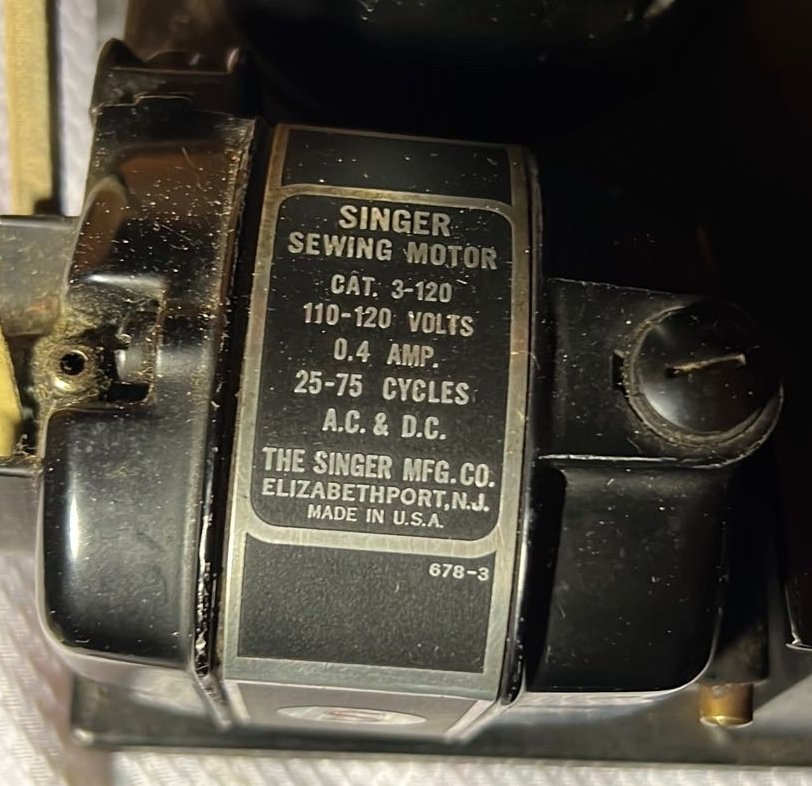 SINGER
SEWING MOTOR
CAT. 3-120
110-120 VOLTS
0.4 AMP.
25-75 CYCLES
A.C. & D.C.
THE SINGER MFG. CO.
ELIZABETHPORT, N.J.
MADE IN U.S.A.
678-3